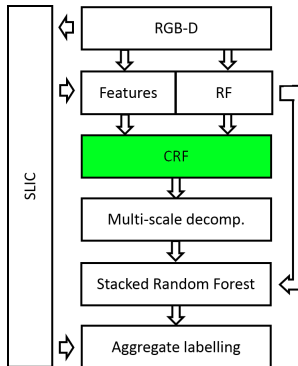 RGB-D
Features
RF
CRF
SLIC
Multi-scale decomp.
Stacked Random Forest
Aggregate labelling